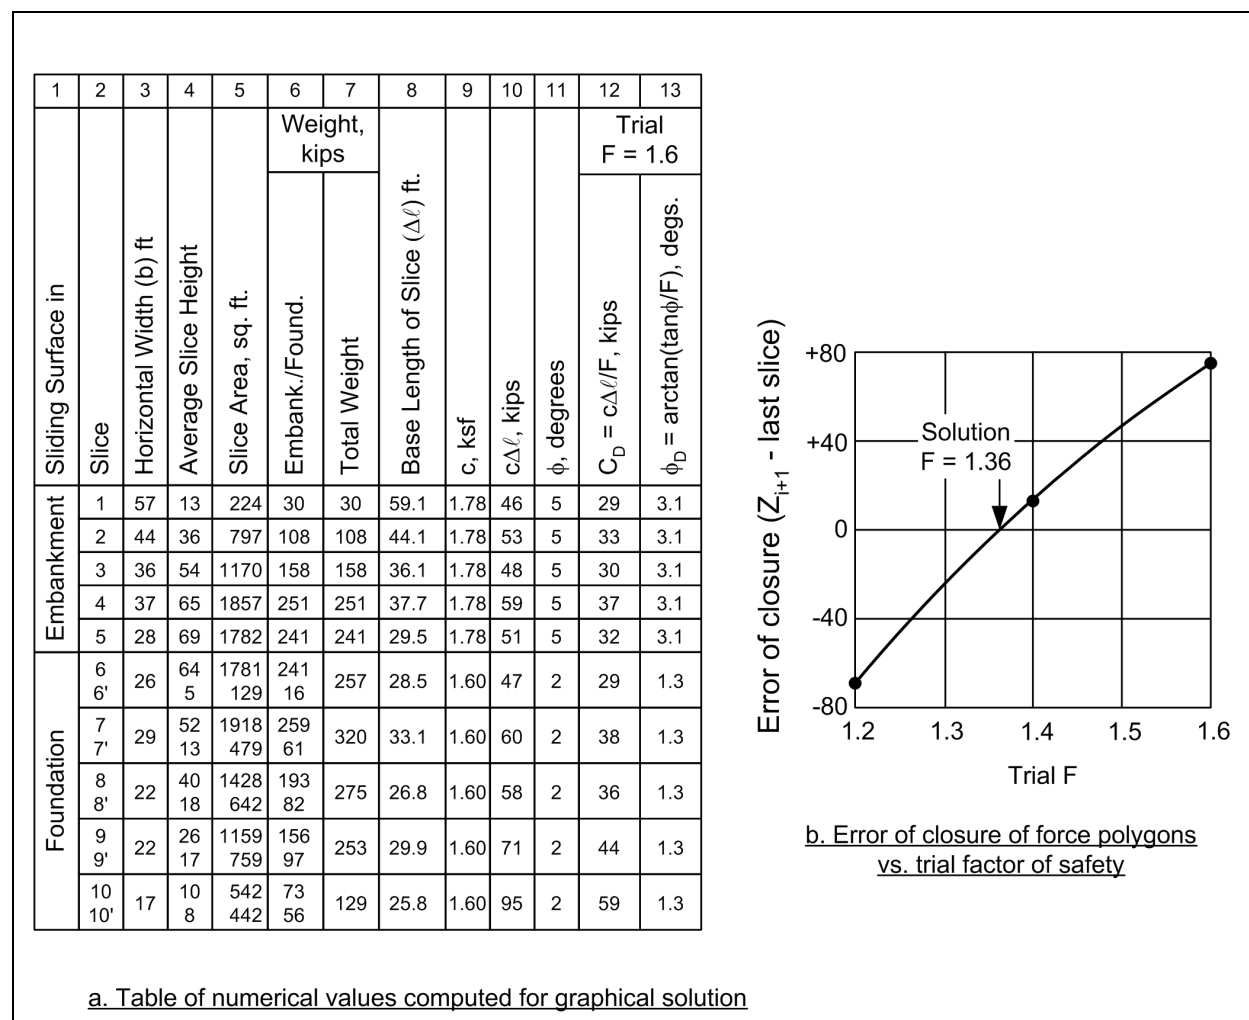 1 2 3 4 5 6 7 8 9 10 11 12 13
Sliding Surface in
Slice
Horizontal Width (b) ft
Average Slice Height
Slice Area, sq. ft.
Weight,
kips
Embank./Found.
Total Weight
Base Length of Slice (Δℓ) ft.
c, ksf
cΔℓ, kips
ϕ, degrees
Trial
F = 1.6
C_D = cΔℓ/F, kips
ϕ_D = arctan(tanϕ/F), degs.
Embankment
1 57 13 224 30 30 59.1 1.78 46 5 29 3.1
2 44 36 797 108 108 44.1 1.78 53 5 33 3.1
3 36 54 1170 158 158 36.1 1.78 48 5 30 3.1
4 37 65 1857 251 251 37.7 1.78 59 5 37 3.1
5 28 69 1782 241 241 29.5 1.78 51 5 32 3.1
Foundation
6 64 1781 241
6' 26 5 129 16 257 28.5 1.60 47 2 29 1.3
7 52 1918 259
7' 29 13 479 61 320 33.1 1.60 60 2 38 1.3
8 40 1428 193
8' 22 18 642 82 275 26.8 1.60 58 2 36 1.3
9 26 1159 156
9' 22 17 759 97 253 29.9 1.60 71 2 44 1.3
10 10 542 73
10' 17 8 442 56 129 25.8 1.60 95 2 59 1.3
a. Table of numerical values computed for graphical solution
Error of closure (Z_i+1 - last slice)
+80
+40
0
-40
-80
Solution
F = 1.36
1.2 1.3 1.4 1.5 1.6
Trial F
b. Error of closure of force polygons
vs. trial factor of safety